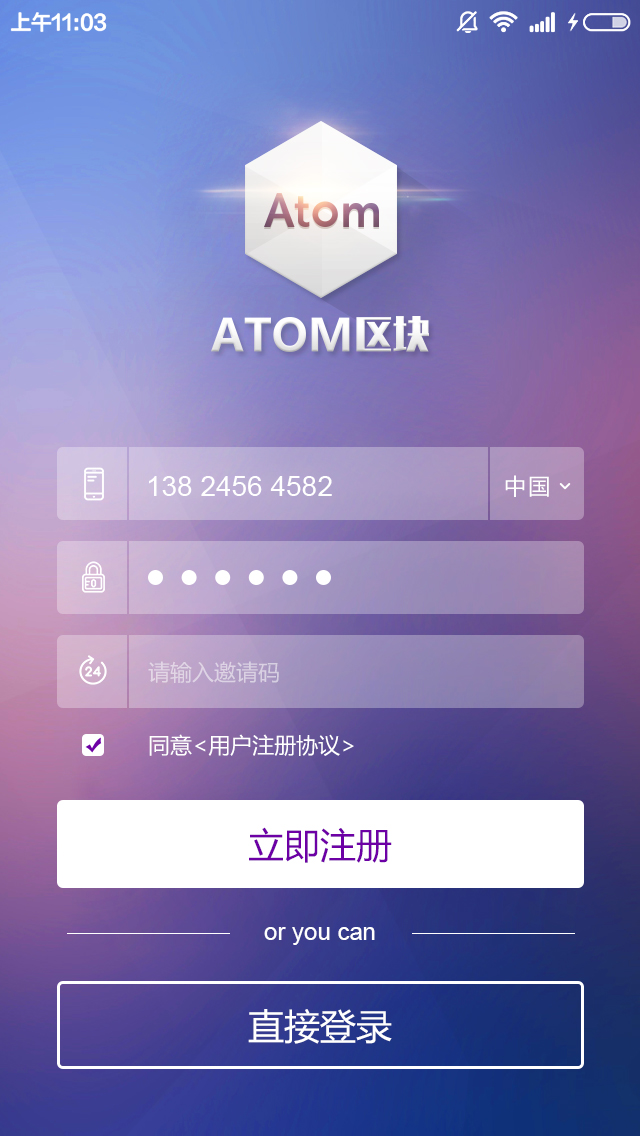 上午11:03
Atom
ATOM区块
138 2456 4582
中国
● ● ● ● ● ●
24
请输入邀请码
同意<用户注册协议>
立即注册
or you can
直接登录